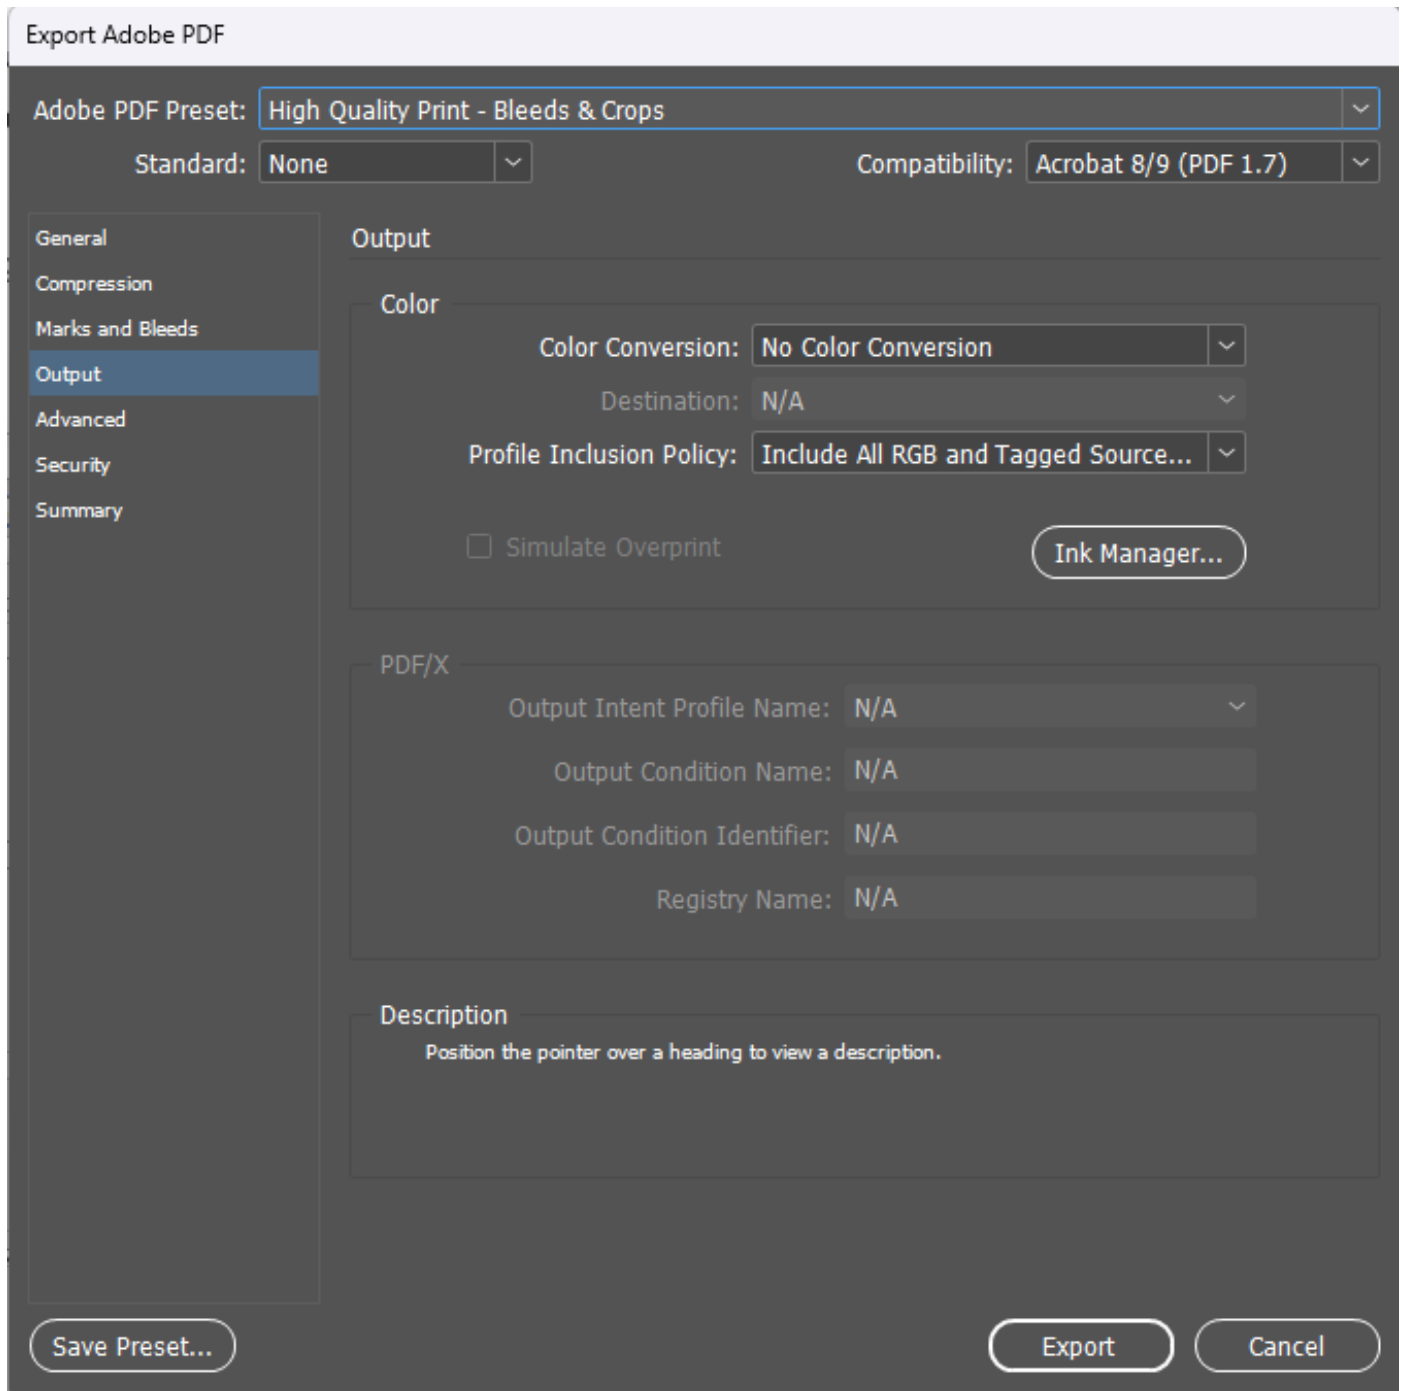 Export Adobe PDF
Adobe PDF Preset: High Quality Print - Bleeds & Crops
Standard: None Compatibility: Acrobat 8/9 (PDF 1.7)
General
Compression
Marks and Bleeds
Output
Advanced
Security
Summary
Output
Color
Color Conversion: No Color Conversion
Destination: N/A
Profile Inclusion Policy: Include All RGB and Tagged Source...
Simulate Overprint Ink Manager...
PDF/X
Output Intent Profile Name: N/A
Output Condition Name: N/A
Output Condition Identifier: N/A
Registry Name: N/A
Description
Position the pointer over a heading to view a description.
Save Preset... Export Cancel